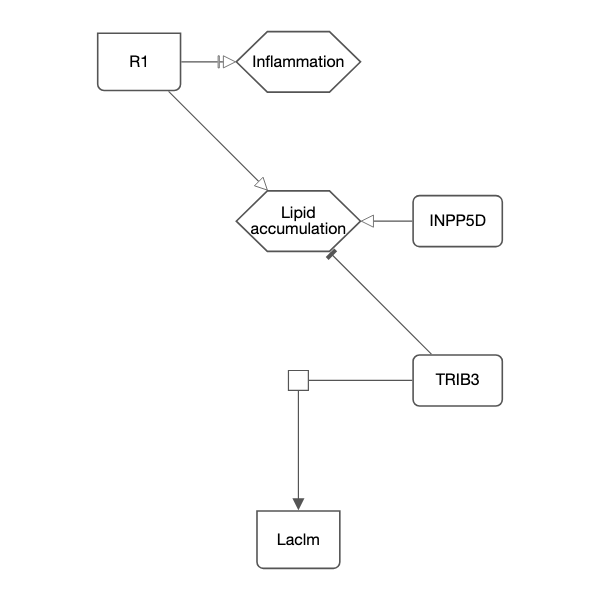 R1
Inflammation
Lipid
accumulation
INPP5D
TRIB3
Laclm